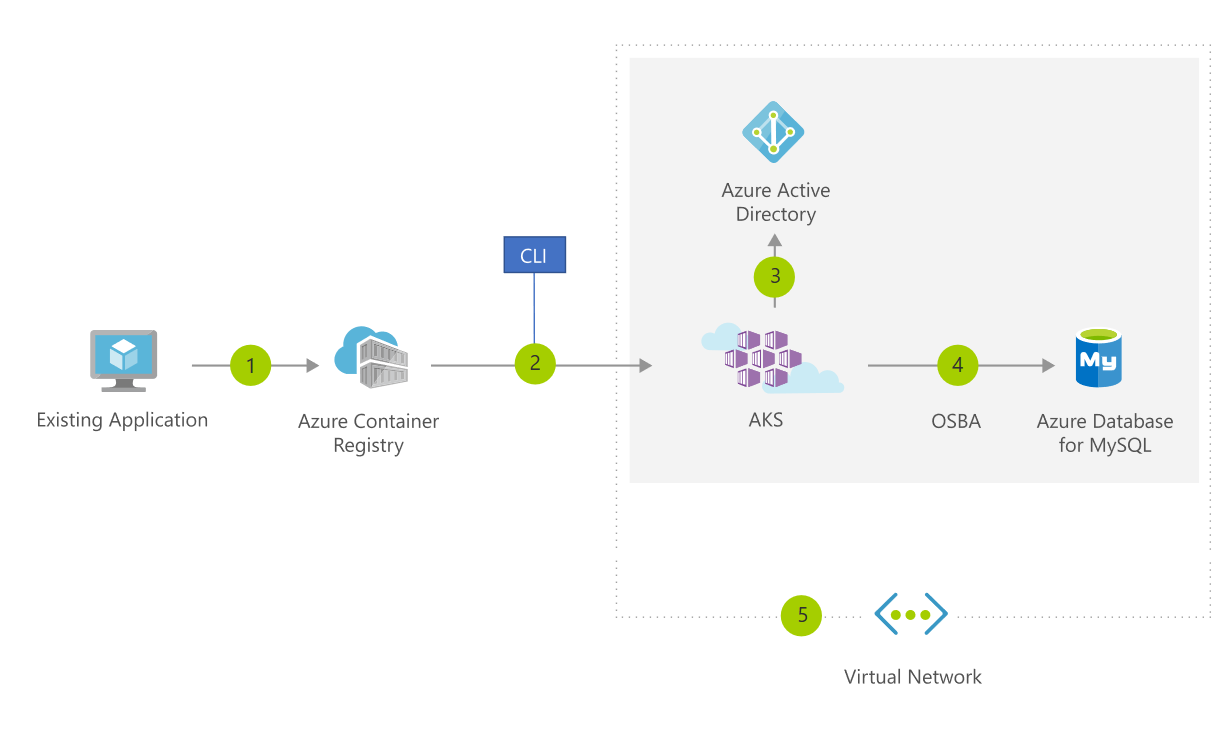 Azure Active
Directory
CLI
3
1
2
4
My
Existing Application
Azure Container
Registry
AKS
OSBA
Azure Database
for MySQL
5
Virtual Network